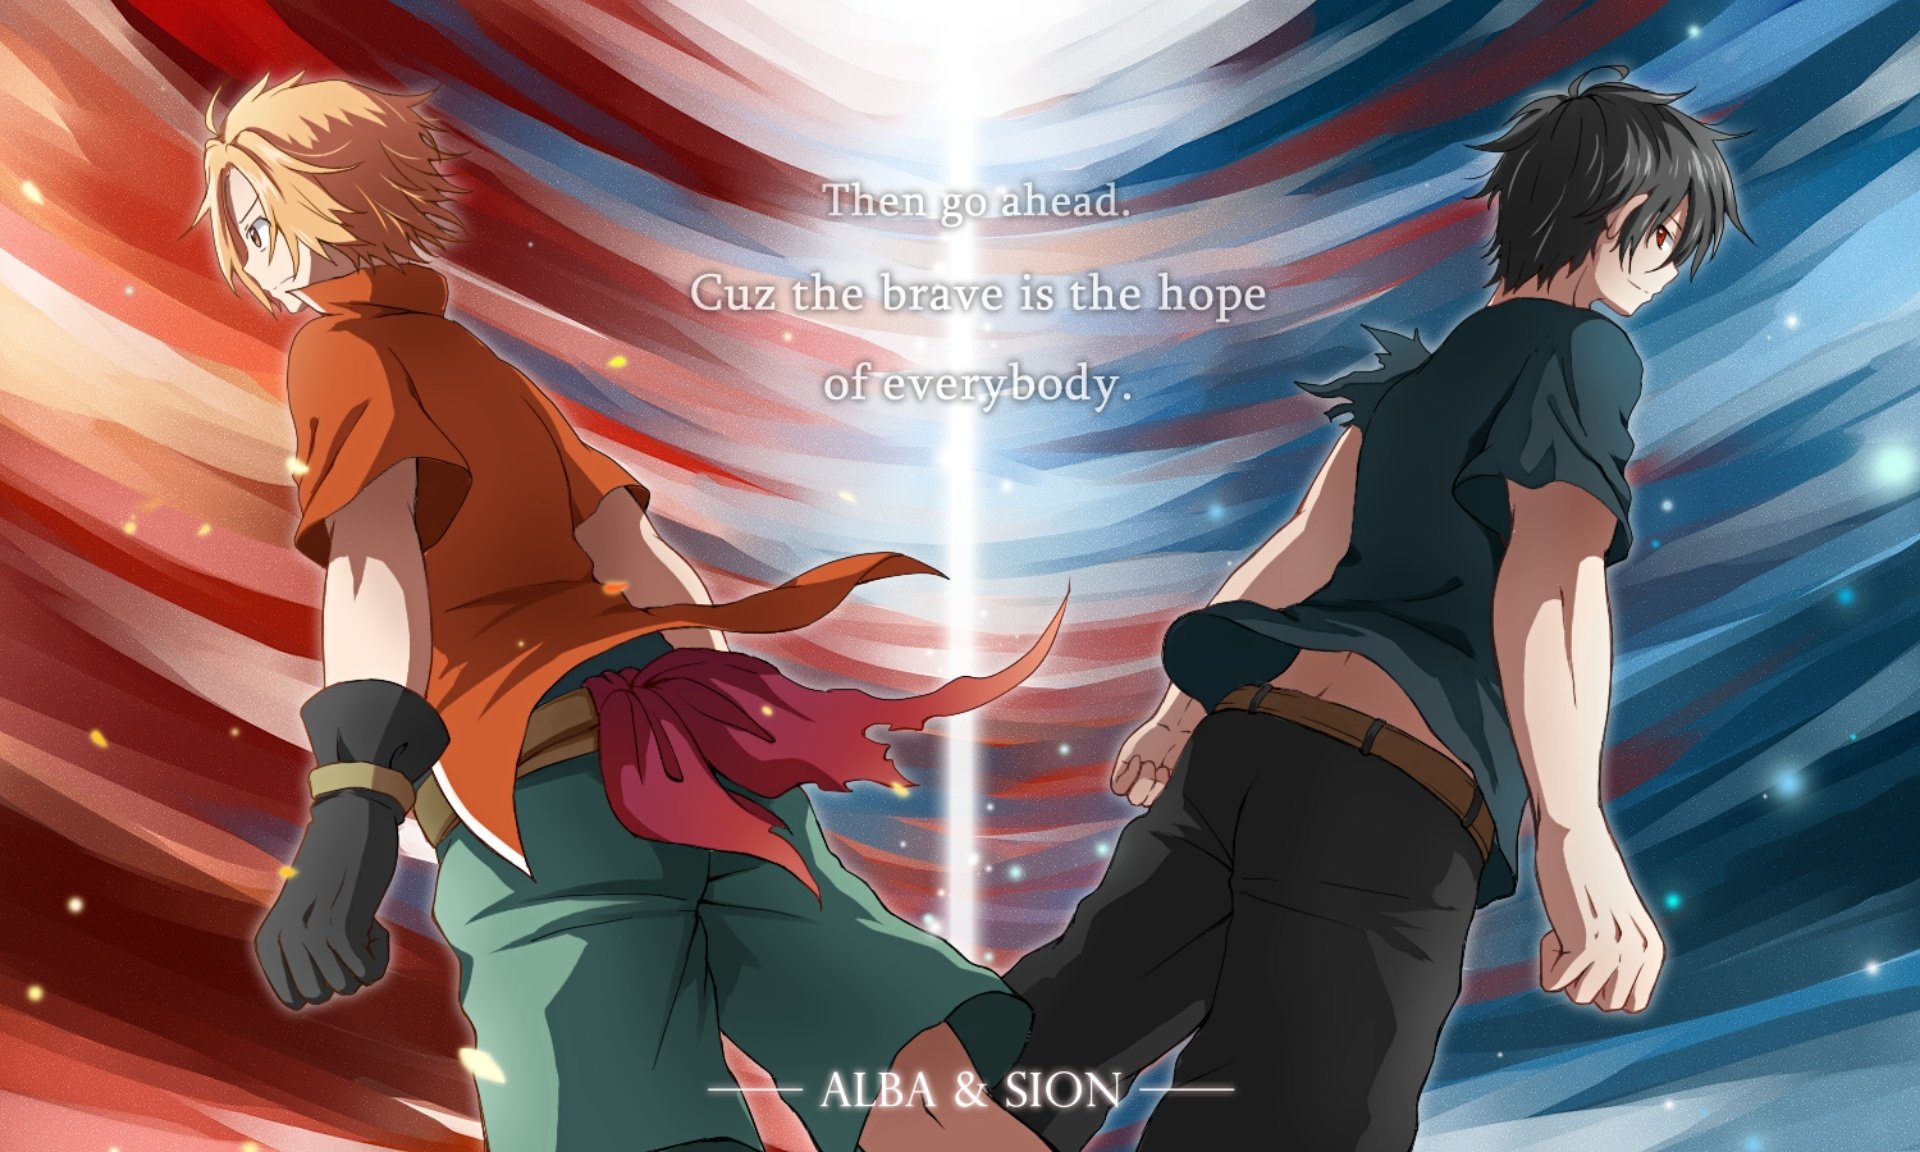 Then go ahead.
Cuz the brave is the hope
of everybody.
ALBA & SION